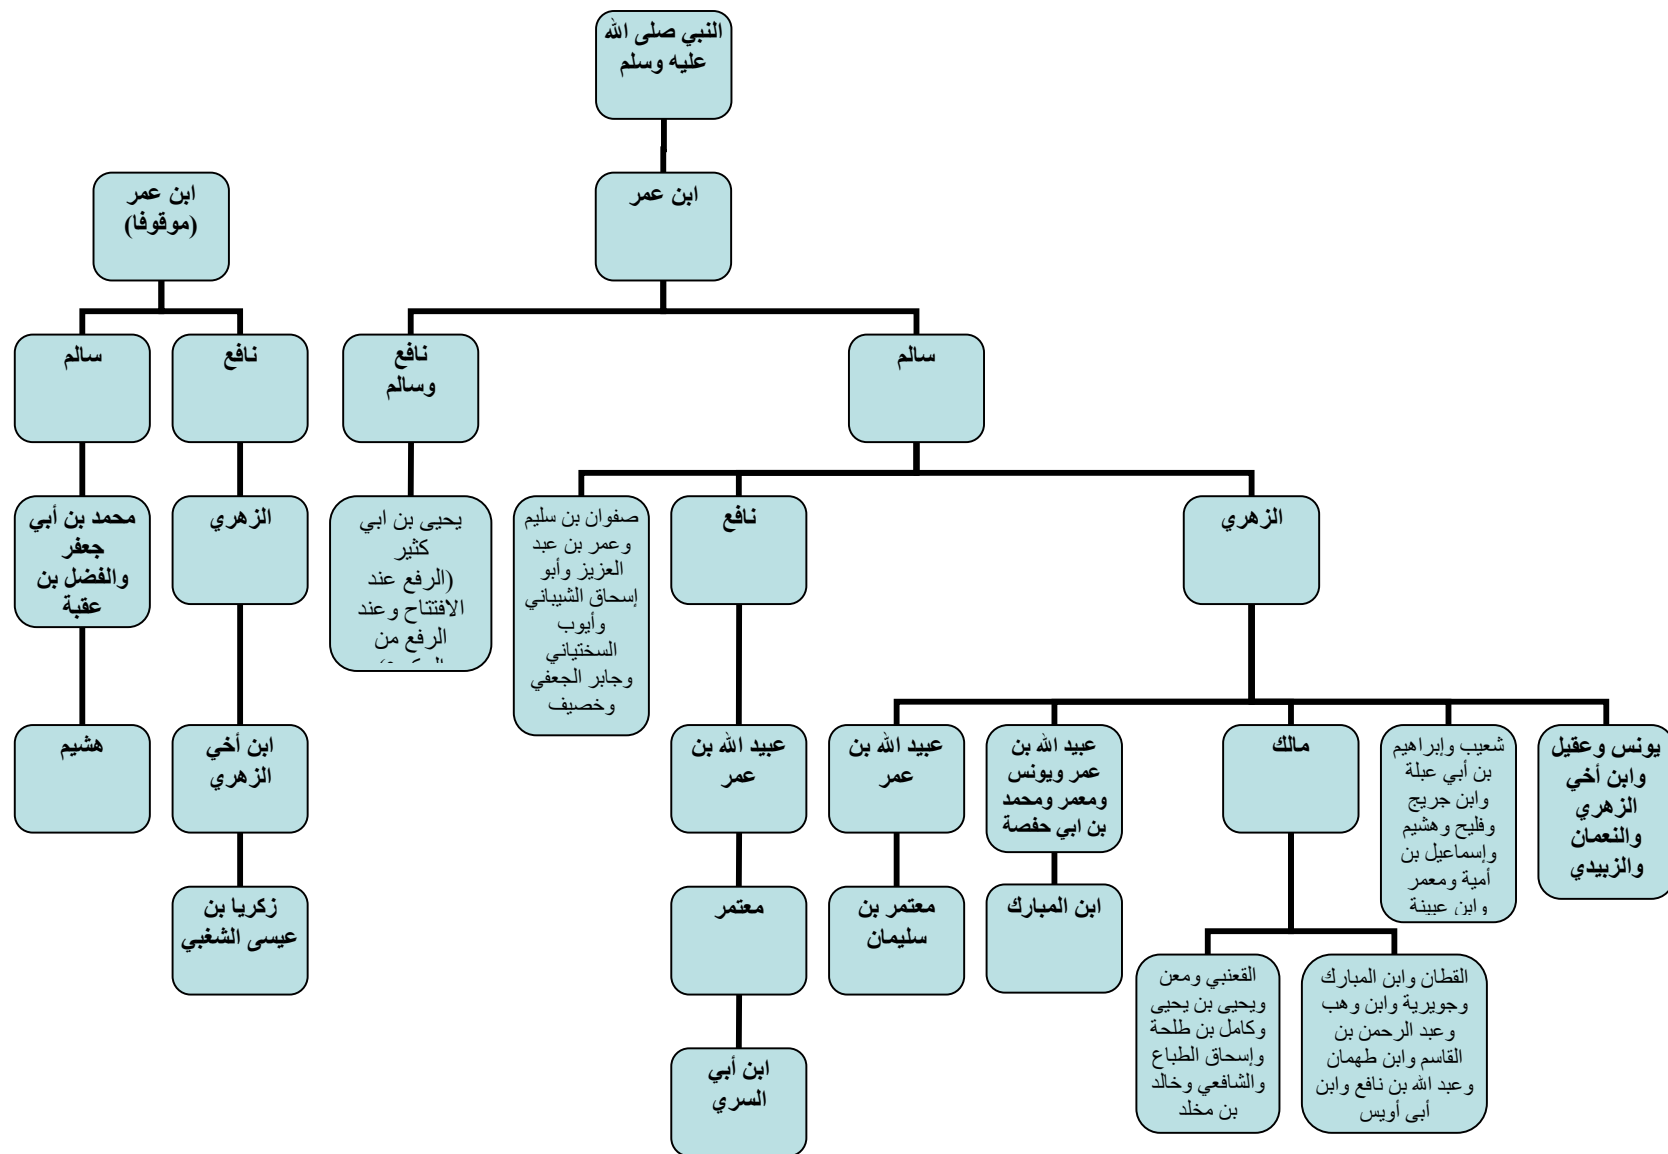 النبي صلى الله
عليه وسلم
ابن عمر
ابن عمر
(موقوفا)
سالم
نافع
وسالم
نافع
سالم
الزهري
نافع
صفوان بن سليم
وعمر بن عبد
العزيز وأبو
إسحاق الشيباني
وأيوب
السختياني
وجابر الجعفي
وخصيف
يحيى بن ابي
كثير
(الرفع عند
الافتتاح وعند
الرفع من
الزهري
محمد بن أبي
جعفر
والفضل بن
عقبة
يونس وعقيل
وابن أخي
الزهري
والنعمان
والزبيدي
شعيب وإبراهيم
بن أبي عبلة
وابن جريج
وفليح وهشيم
وإسماعيل بن
أمية ومعمر
وابن عيينة
مالك
عبيد الله بن
عمر ويونس
ومعمر ومحمد
بن ابي حفصة
عبيد الله بن
عمر
عبيد الله بن
عمر
ابن أخي
الزهري
هشيم
ابن المبارك
معتمر بن
سليمان
معتمر
زكريا بن
عيسى الشغبي
القطان وابن المبارك
وجويرية وابن وهب
وعبد الرحمن بن
القاسم وابن طهمان
وعبد الله بن نافع وابن
أبي أويس
القعنبي ومعن
ويحيى بن يحيى
وكامل بن طلحة
وإسحاق الطباع
والشافعي وخالد
بن مخلد
ابن أبي
السري